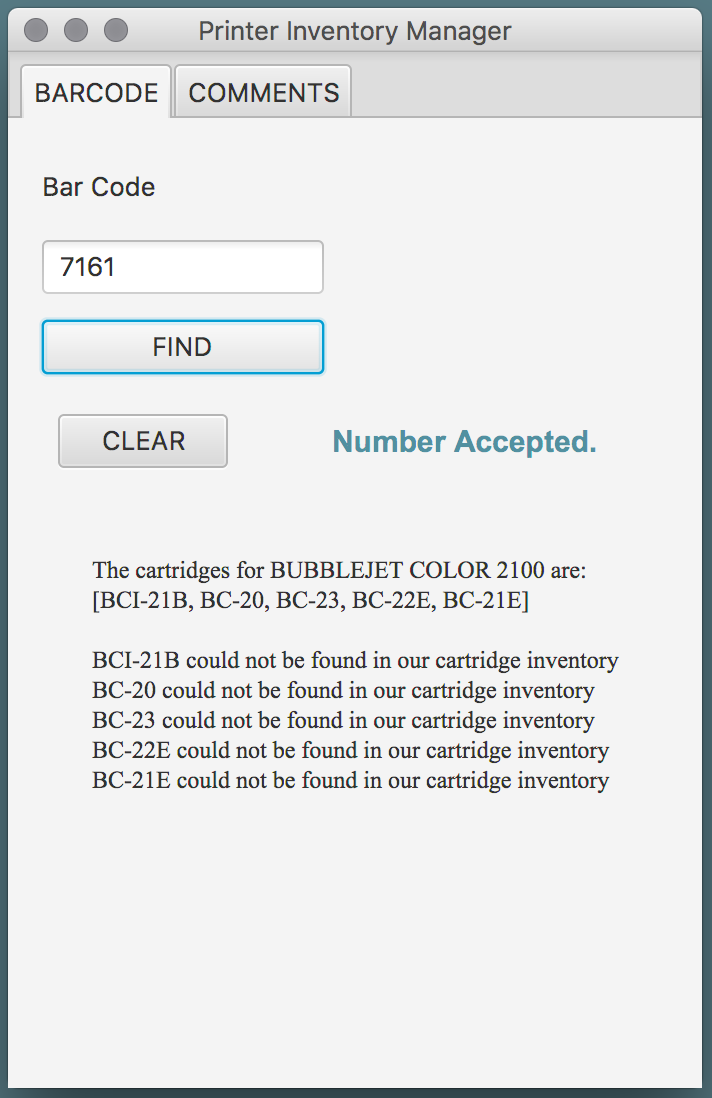 Printer Inventory Manager
BARCODE COMMENTS
Bar Code
7161
FIND
CLEAR Number Accepted.
The cartridges for BUBBLEJET COLOR 2100 are:
[BCI-21B, BC-20, BC-23, BC-22E, BC-21E]
BCI-21B could not be found in our cartridge inventory
BC-20 could not be found in our cartridge inventory
BC-23 could not be found in our cartridge inventory
BC-22E could not be found in our cartridge inventory
BC-21E could not be found in our cartridge inventory